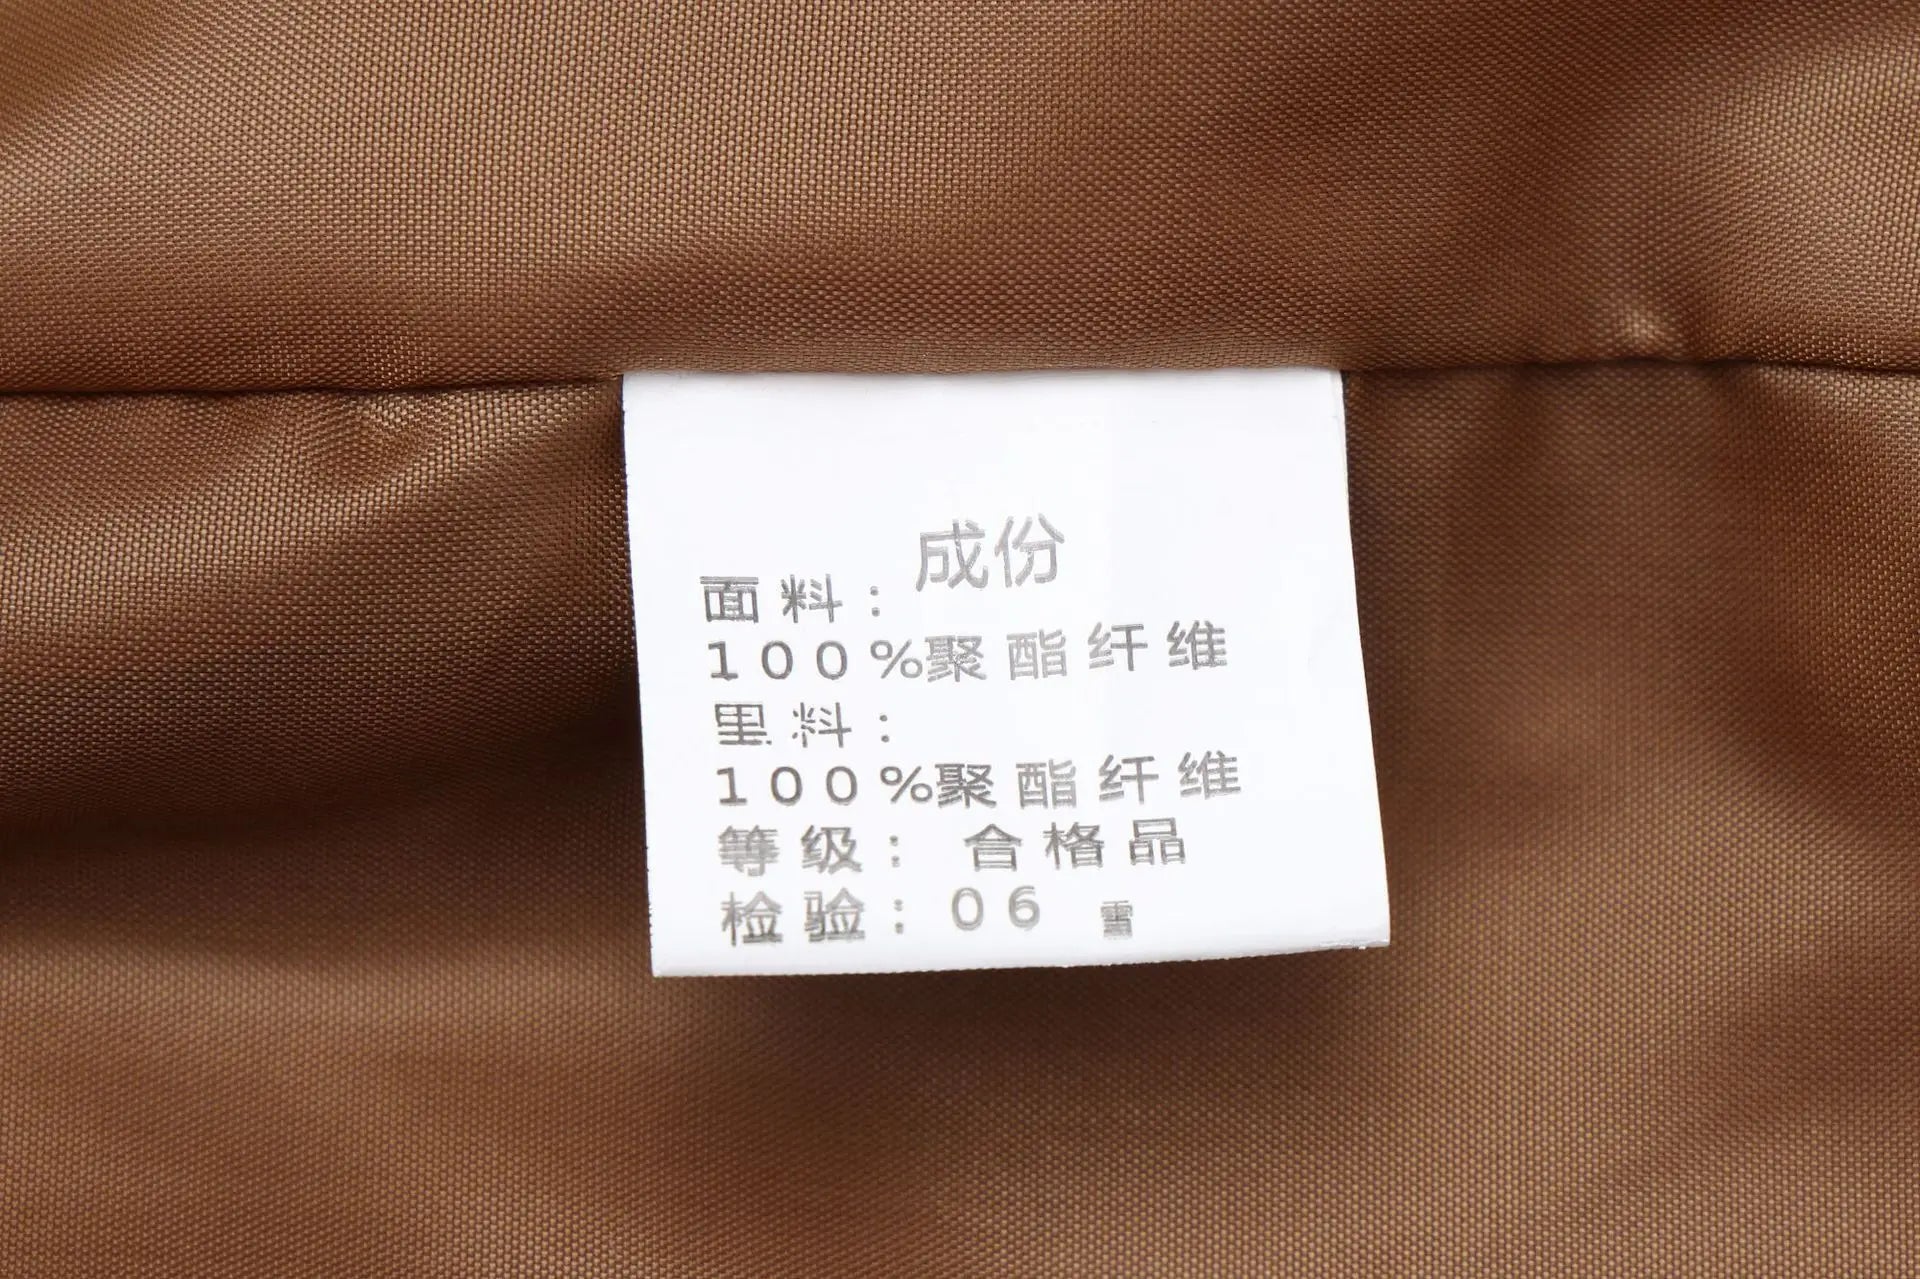 成份
面料：
100%聚酯纤维
里料：
100%聚酯纤维
等级：合格品
检验：06 雪